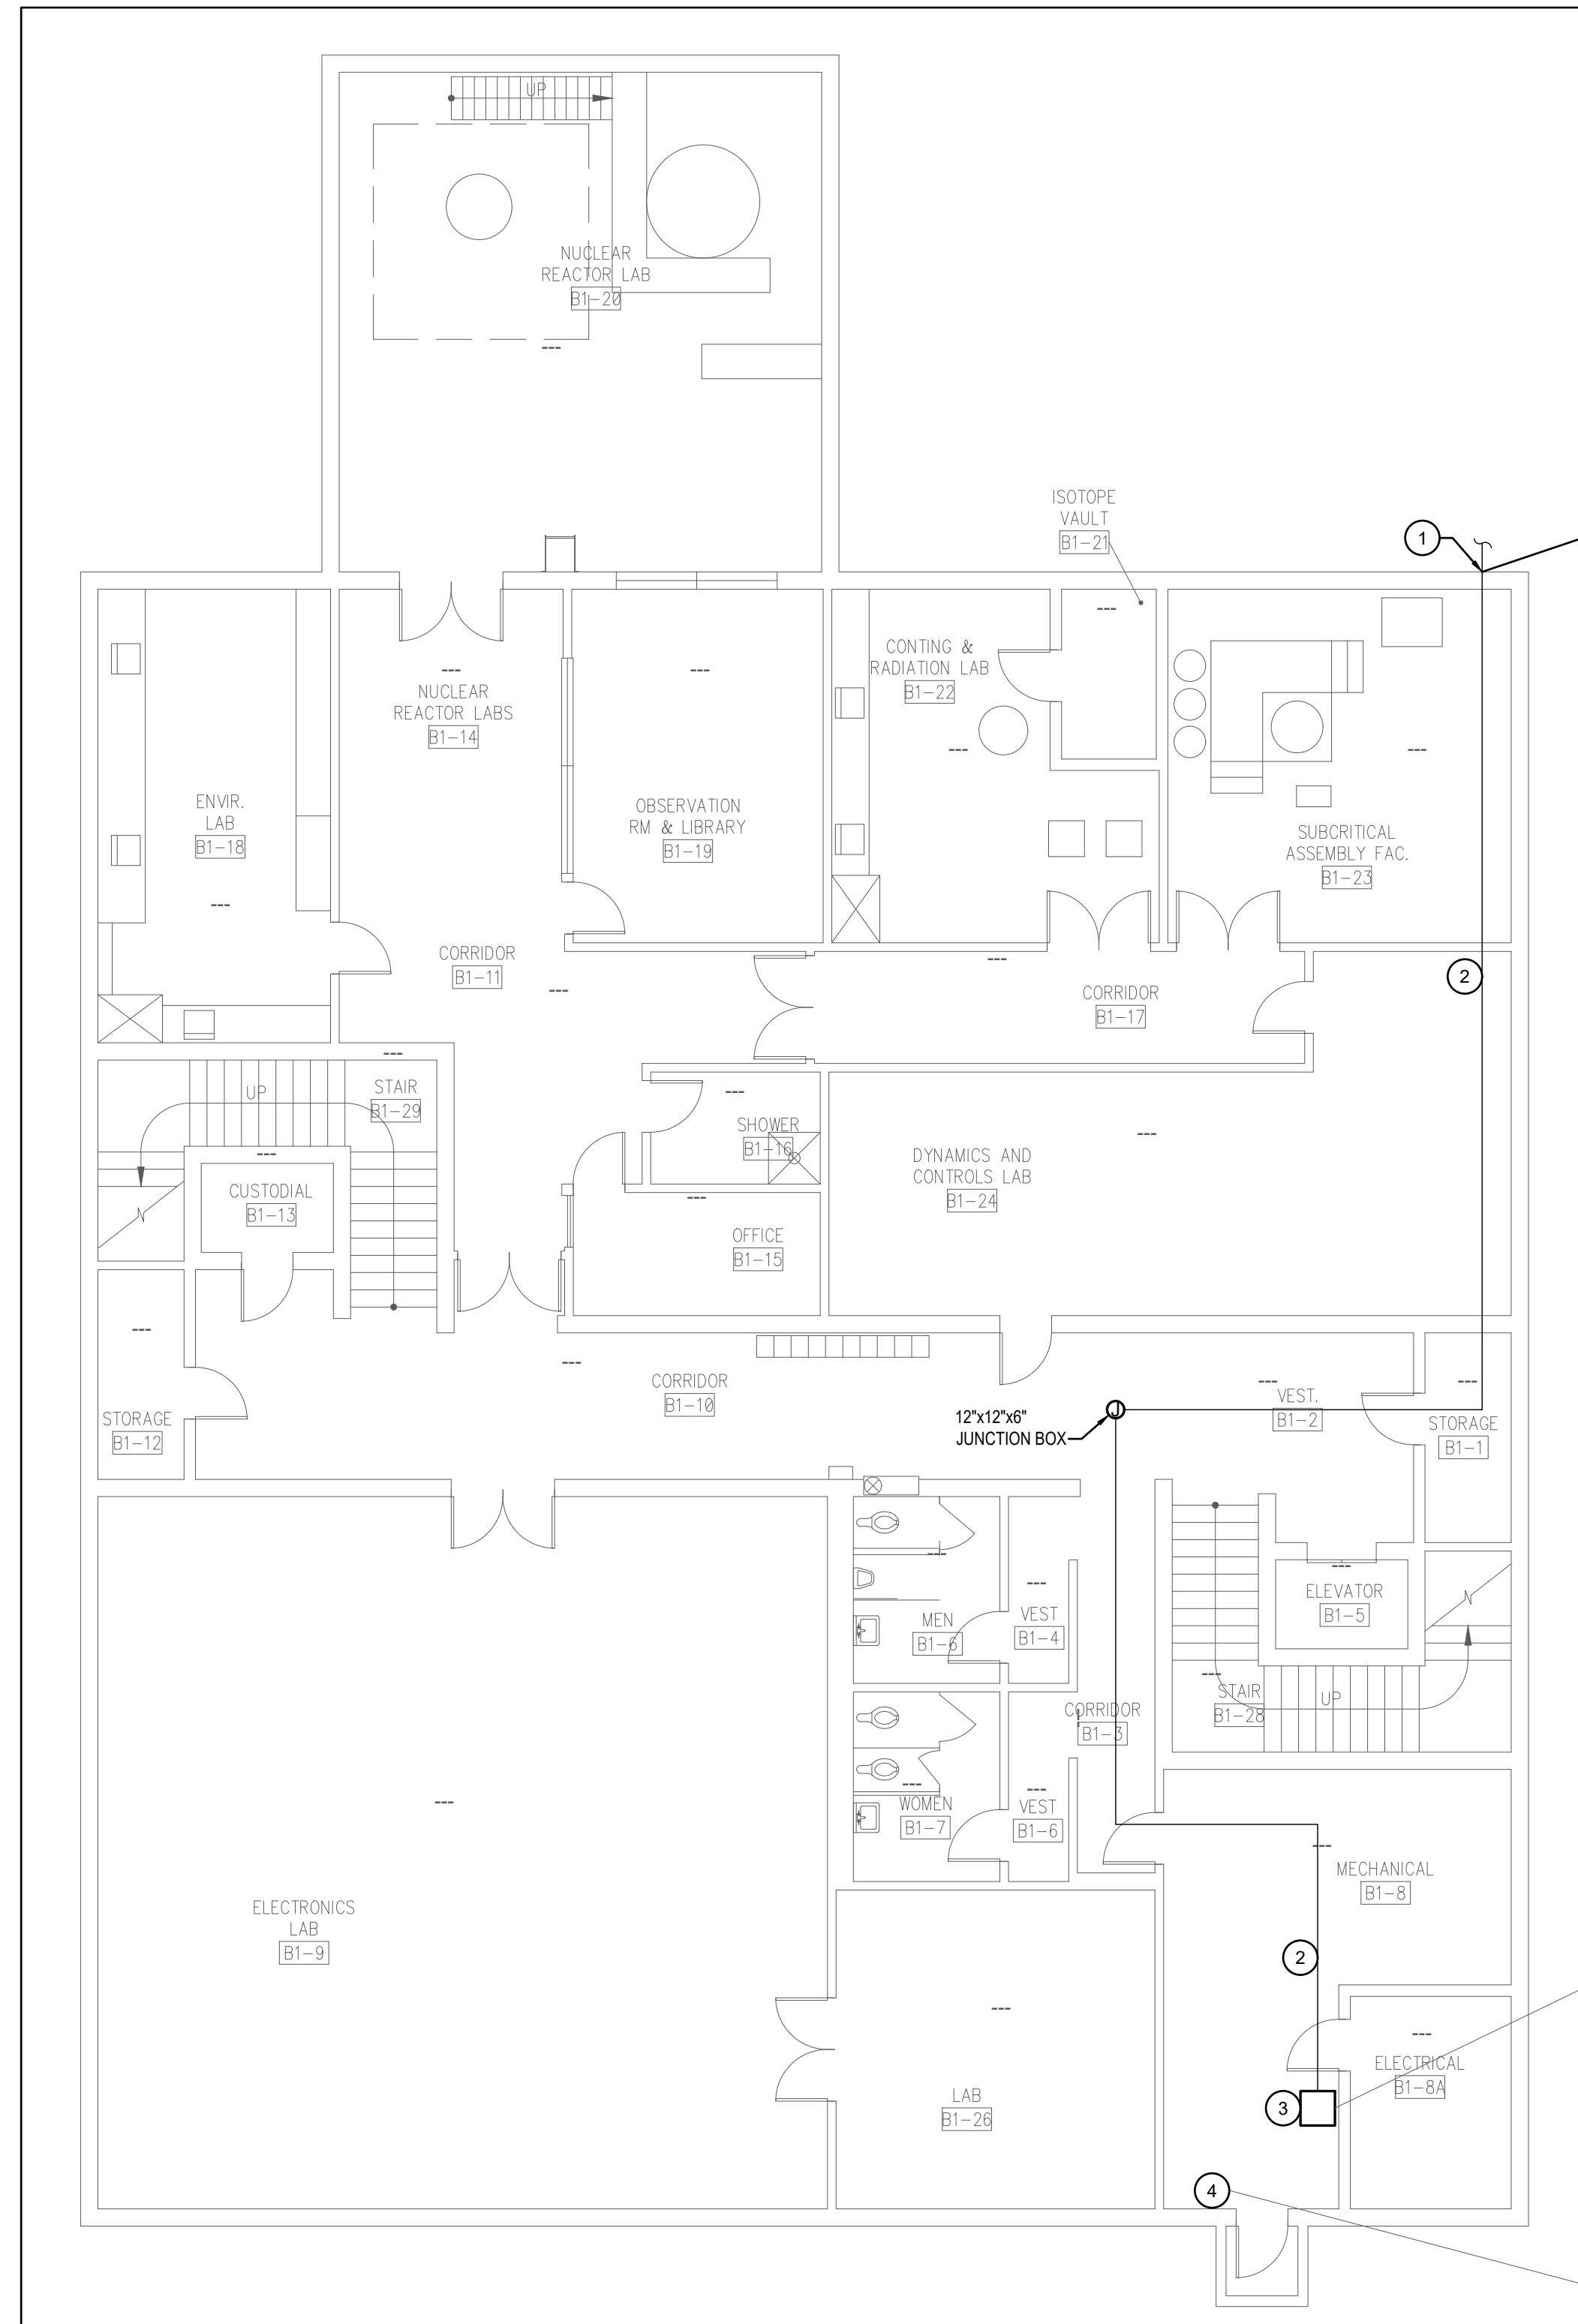 UP
NUCLEAR
REACTOR LAB
B1-20
---
ISOTOPE
VAULT
B1-21
1
---
---
---
CONTING &
RADIATION LAB
B1-22
NUCLEAR
REACTOR LABS
B1-14
---
---
ENVIR.
LAB
B1-18
OBSERVATION
RM & LIBRARY
B1-19
SUBCRITICAL
ASSEMBLY FAC.
B1-23
---
CORRIDOR
B1-11
---
---
2
CORRIDOR
B1-17
---
UP
STAIR
B1-29
---
SHOWER
B1-16
---
---
DYNAMICS AND
CONTROLS LAB
B1-24
CUSTODIAL
B1-13
N
---
OFFICE
B1-15
---
---
CORRIDOR
B1-10
---
---
VEST.
B1-2
STORAGE
B1-12
12"x12"x6"
JUNCTION BOX
J
STORAGE
B1-1
---
---
---
ELEVATOR
B1-5
N
MEN
B1-6
VEST
B1-4
---
STAIR
B1-28
UP
CORRIDOR
B1-3
---
---
---
WOMEN
B1-7
VEST
B1-6
---
MECHANICAL
B1-8
ELECTRONICS
LAB
B1-9
2
---
---
ELECTRICAL
B1-8A
LAB
B1-26
3
4